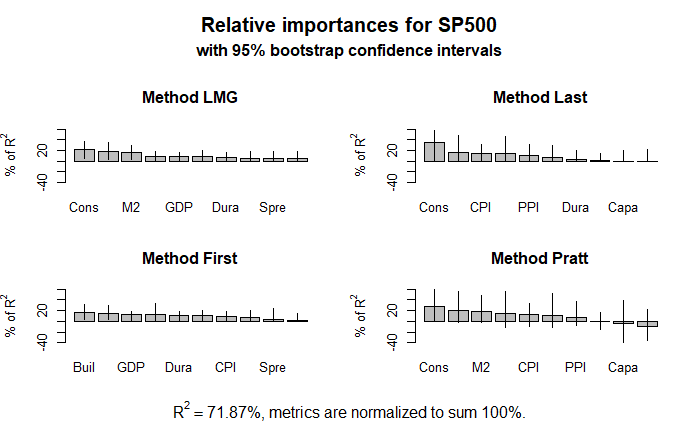 Relative importances for SP500
with 95% bootstrap confidence intervals
Method LMG
% of R²
20
-40
Cons M2 GDP Dura Spre
Method Last
% of R²
20
-40
Cons CPI PPI Dura Capa
Method First
% of R²
20
-40
Buil GDP Dura CPI Spre
Method Pratt
% of R²
20
-40
Cons M2 CPI PPI Capa
R² = 71.87%, metrics are normalized to sum 100%.